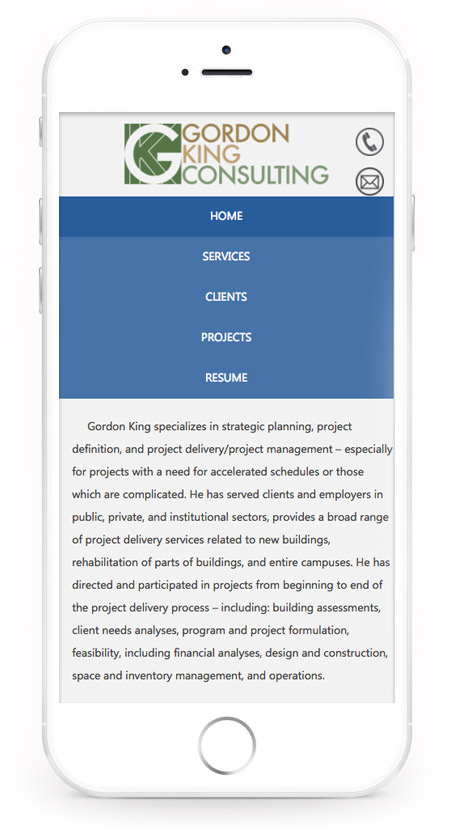 GORDON
KING
CONSULTING
HOME
SERVICES
CLIENTS
PROJECTS
RESUME
Gordon King specializes in strategic planning, project
definition, and project delivery/project management – especially
for projects with a need for accelerated schedules or those
which are complicated. He has served clients and employers in
public, private, and institutional sectors, provides a broad range
of project delivery services related to new buildings,
rehabilitation of parts of buildings, and entire campuses. He has
directed and participated in projects from beginning to end of
the project delivery process – including: building assessments,
client needs analyses, program and project formulation,
feasibility, including financial analyses, design and construction,
space and inventory management, and operations.